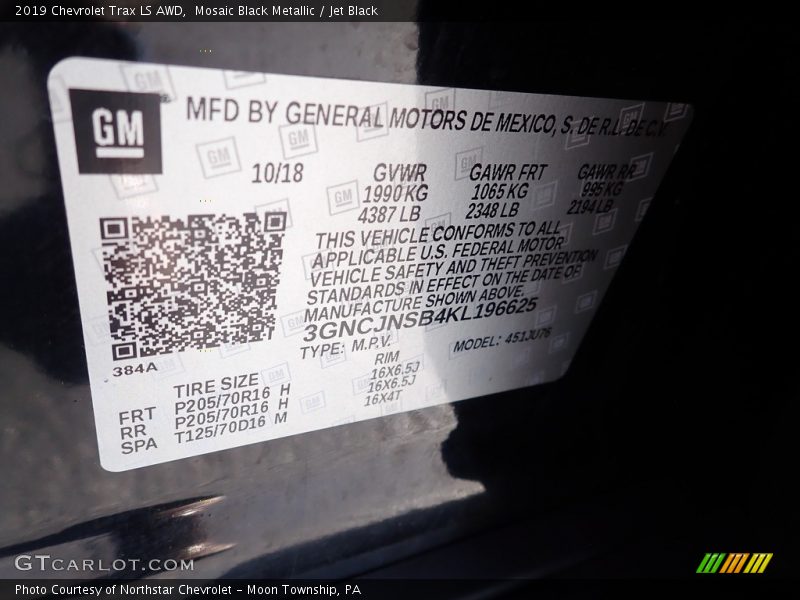 2019 Chevrolet Trax LS AWD,  Mosaic Black Metallic / Jet Black
GM ® MFD BY GENERAL MOTORS DE MEXICO, S. DE R.L. DE C.V.
10/18 GVWR GAWR FRT GAWR RR
1990 KG 1065 KG 995 KG
4387 LB 2348 LB 2194 LB
THIS VEHICLE CONFORMS TO ALL
APPLICABLE U.S. FEDERAL MOTOR
VEHICLE SAFETY AND THEFT PREVENTION
STANDARDS IN EFFECT ON THE DATE OF
MANUFACTURE SHOWN ABOVE.
3GNCJNSB4KL196625
TYPE: M.P.V. MODEL: 451JU76
384A
TIRE SIZE RIM
FRT P205/70R16 H 16X6.5J
RR P205/70R16 H 16X6.5J
SPA T125/70D16 M 16X4T
GTCARLOT.COM
Photo Courtesy of Northstar Chevrolet - Moon Township, PA